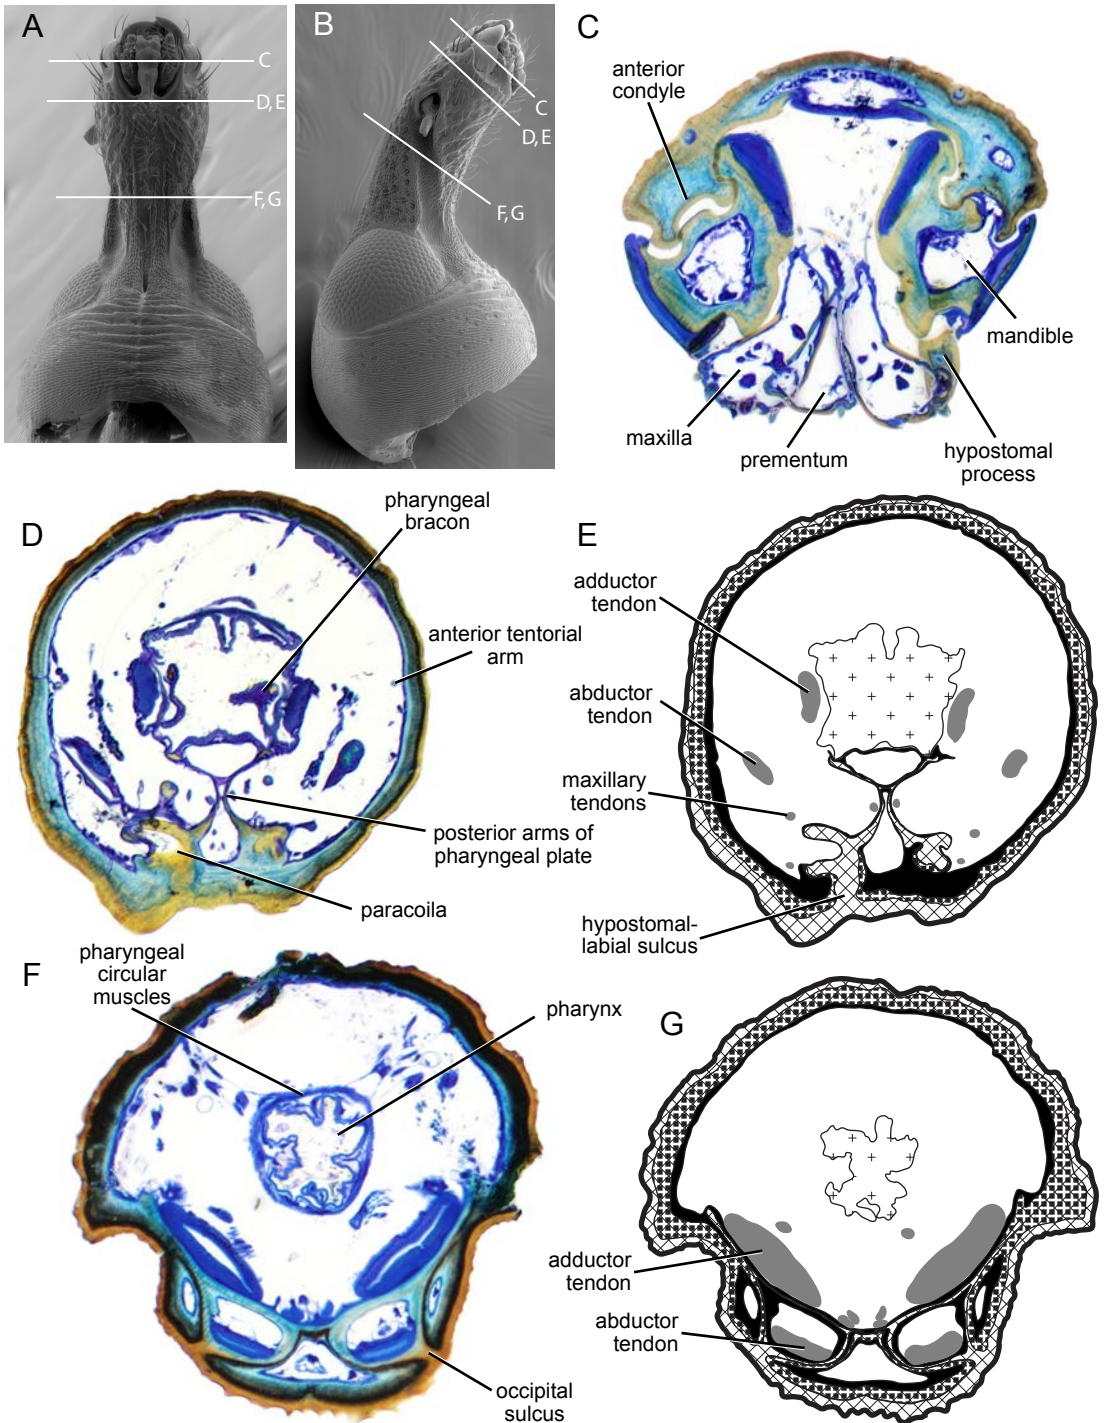 A
C
D, E
F, G
B
C
D, E
F, G
C
anterior
condyle
mandible
maxilla
prementum
hypostomal
process
D
pharyngeal
bracon
anterior tentorial
arm
posterior arms of
pharyngeal plate
paracoila
E
adductor
tendon
abductor
tendon
maxillary
tendons
hypostomal-
labial sulcus
F
pharyngeal
circular
muscles
pharynx
occipital
sulcus
G
adductor
tendon
abductor
tendon